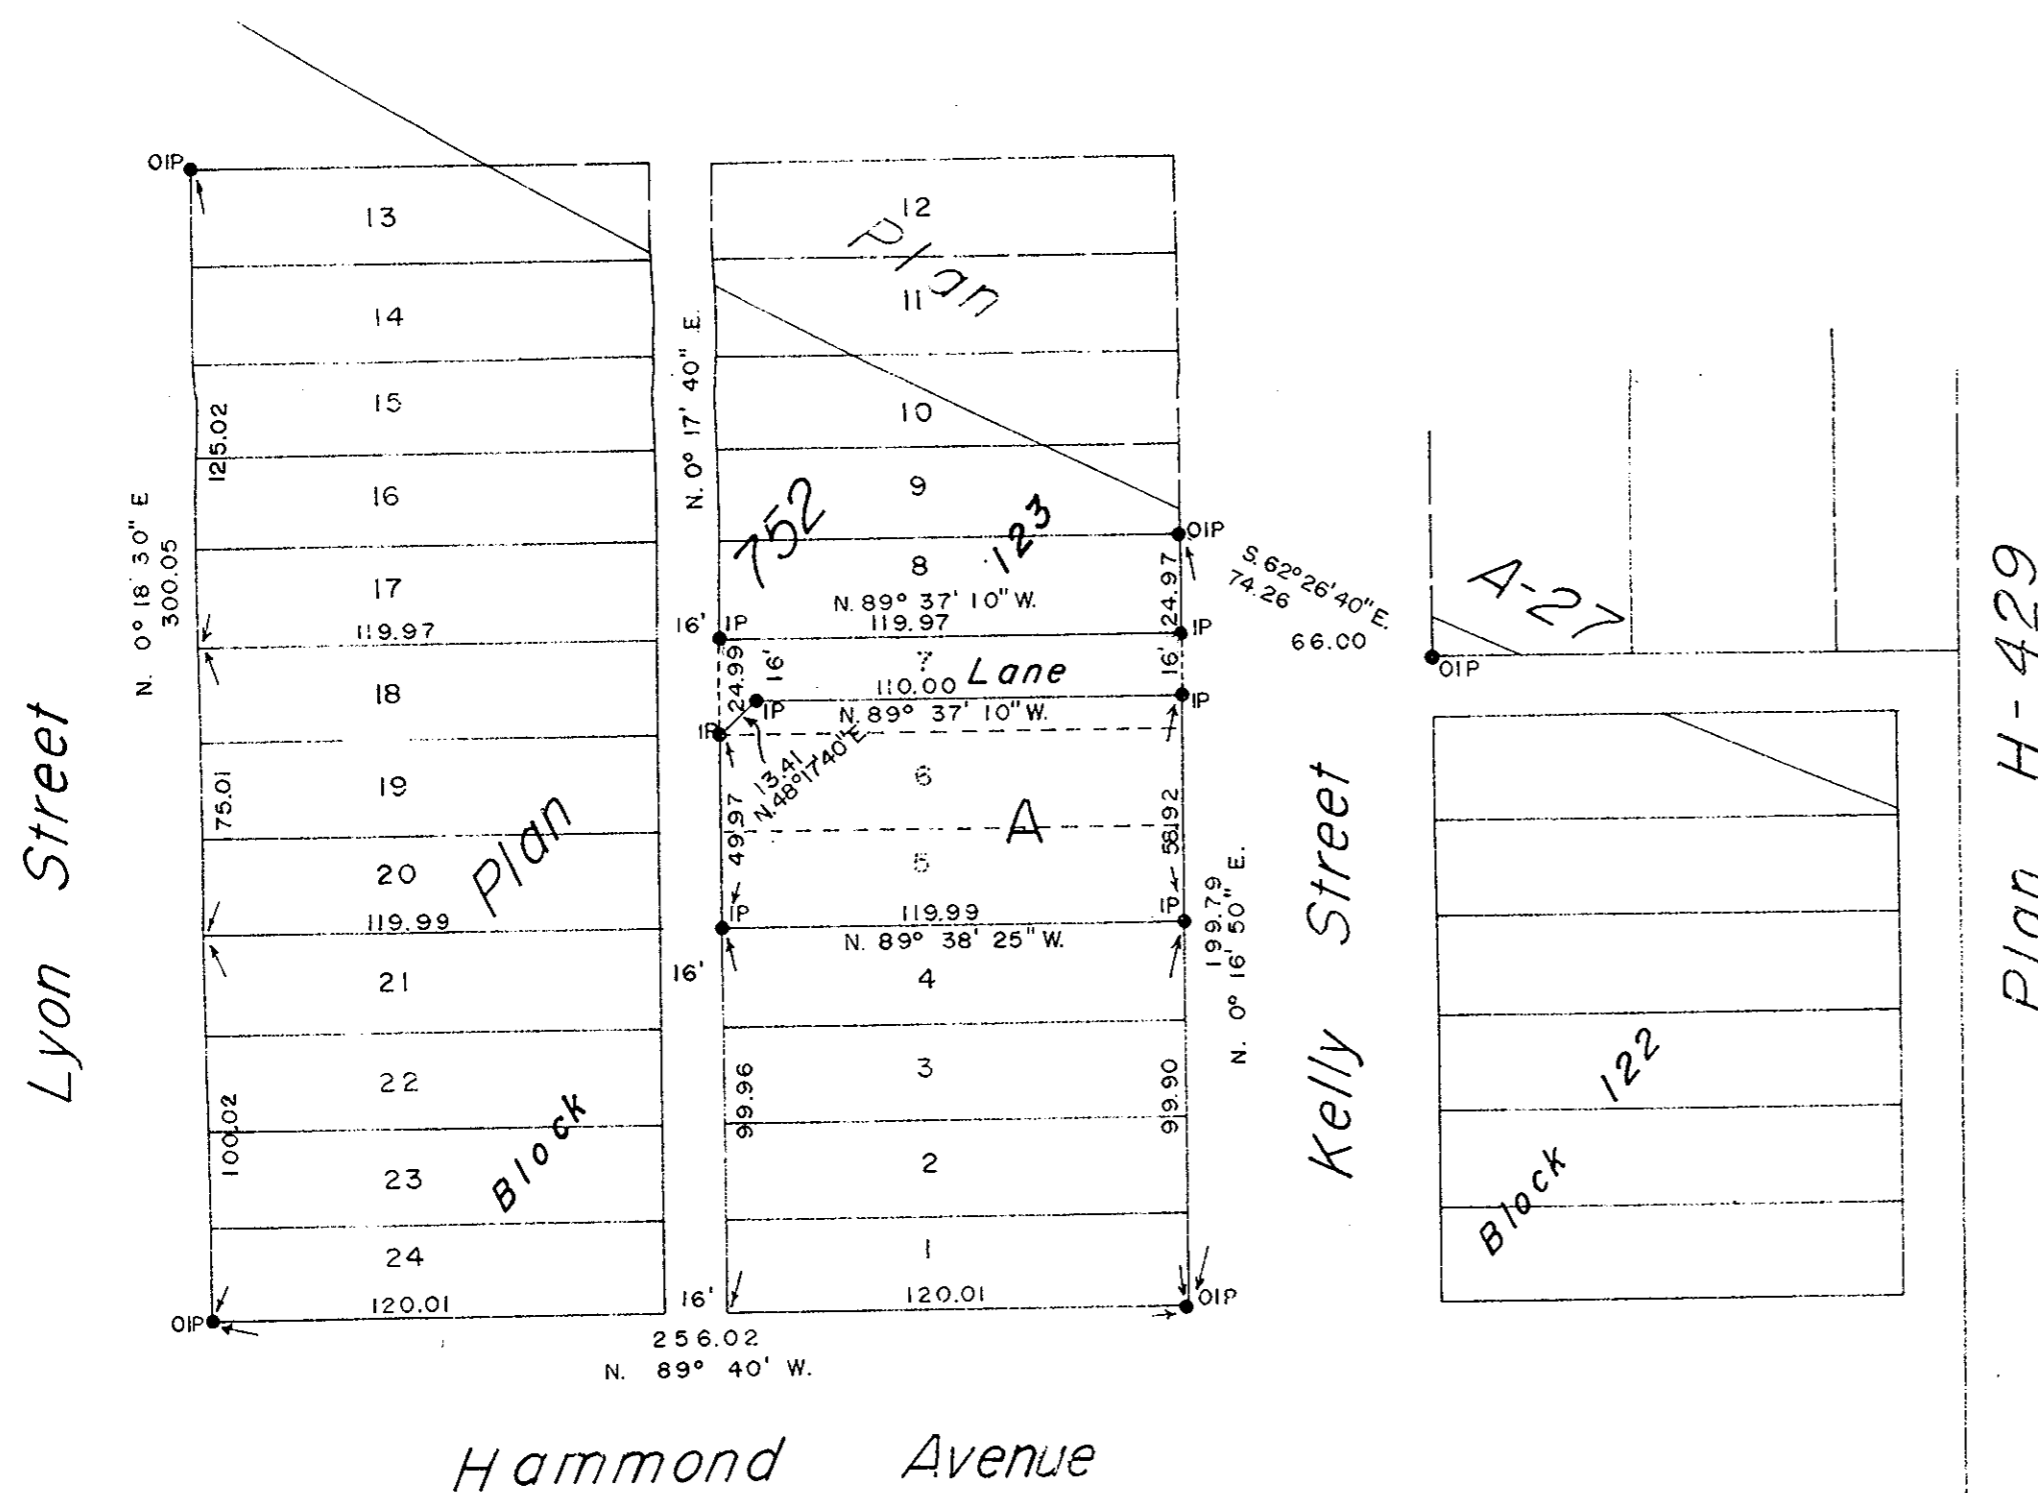 OIP
13
12
Plan
14
11
N. 0° 17' 40" E.
15
10
125.02
16
9
752
123
N. 0° 18' 30" E
300.05
OIP
17
8
24.97
S. 62° 26' 40" E.
74.26
66.00
A-27
OIP
N. 89° 37' 10" W.
119.97
16'
IP
119.97
IP
7
Lane
24.99
16'
16'
18
110.00
IP
N. 89° 37' 10" W.
IP
IP
13.41
N. 48° 17' 40" E.
Plan H-429
Lyon Street
75.01
19
6
Plan
A
49.97
58.92
20
5
119.99
IP
119.99
IP
N. 89° 38' 25" W.
199.79
N. 0° 16' 50" E.
Kelly Street
21
16'
4
22
3
100.02
99.96
99.90
Block
122
23
2
Block
24
1
120.01
16'
120.01
OIP
OIP
256.02
N. 89° 40' W.
Hammond Avenue